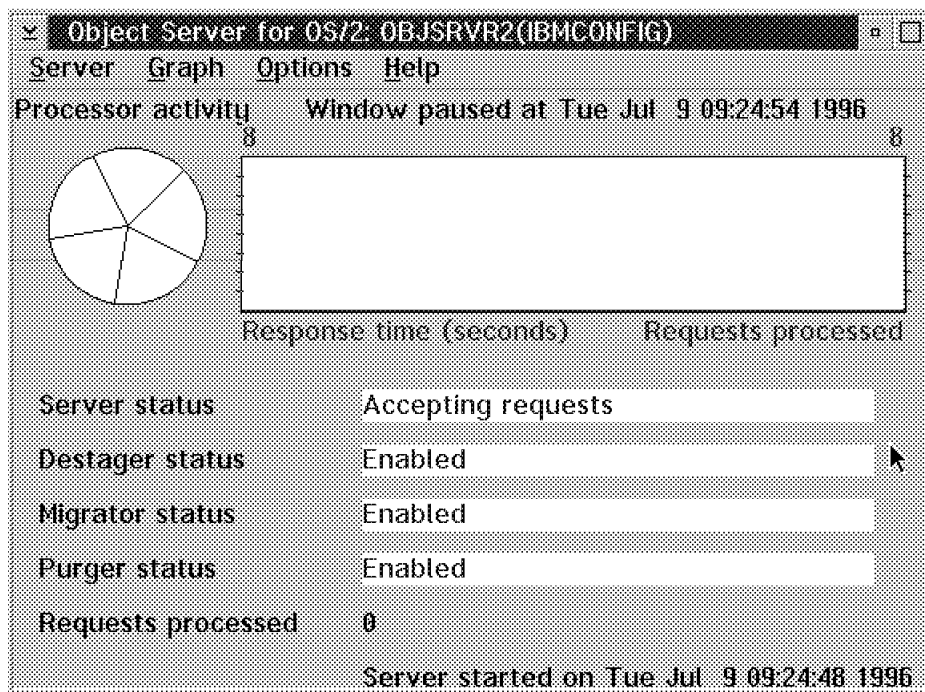 Object Server for OS/2: OBJSRVR2(IBMCONFIG)
Server Graph Options Help
Processor activity Window paused at Tue Jul 9 09:24:54 1996
8 8
Response time (seconds) Requests processed
Server status Accepting requests
Destager status Enabled
Migrator status Enabled
Purger status Enabled
Requests processed 0
Server started on Tue Jul 9 09:24:48 1996